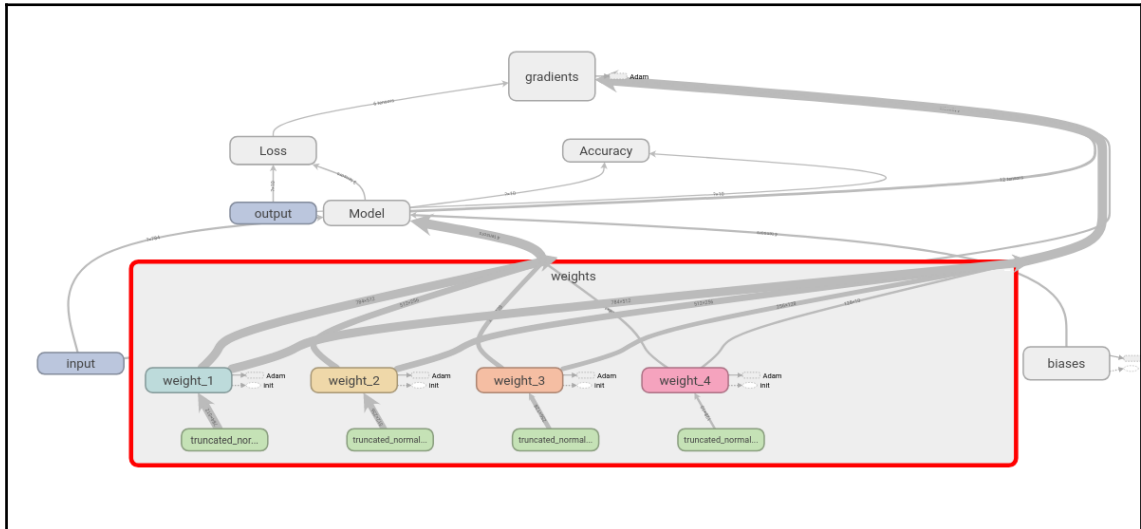 gradients
Adam
Loss
Accuracy
output
Model
weights
input
biases
weight_1
Adam
init
weight_2
Adam
init
weight_3
Adam
init
weight_4
Adam
init
truncated_nor...
truncated_normal...
truncated_normal...
truncated_normal...